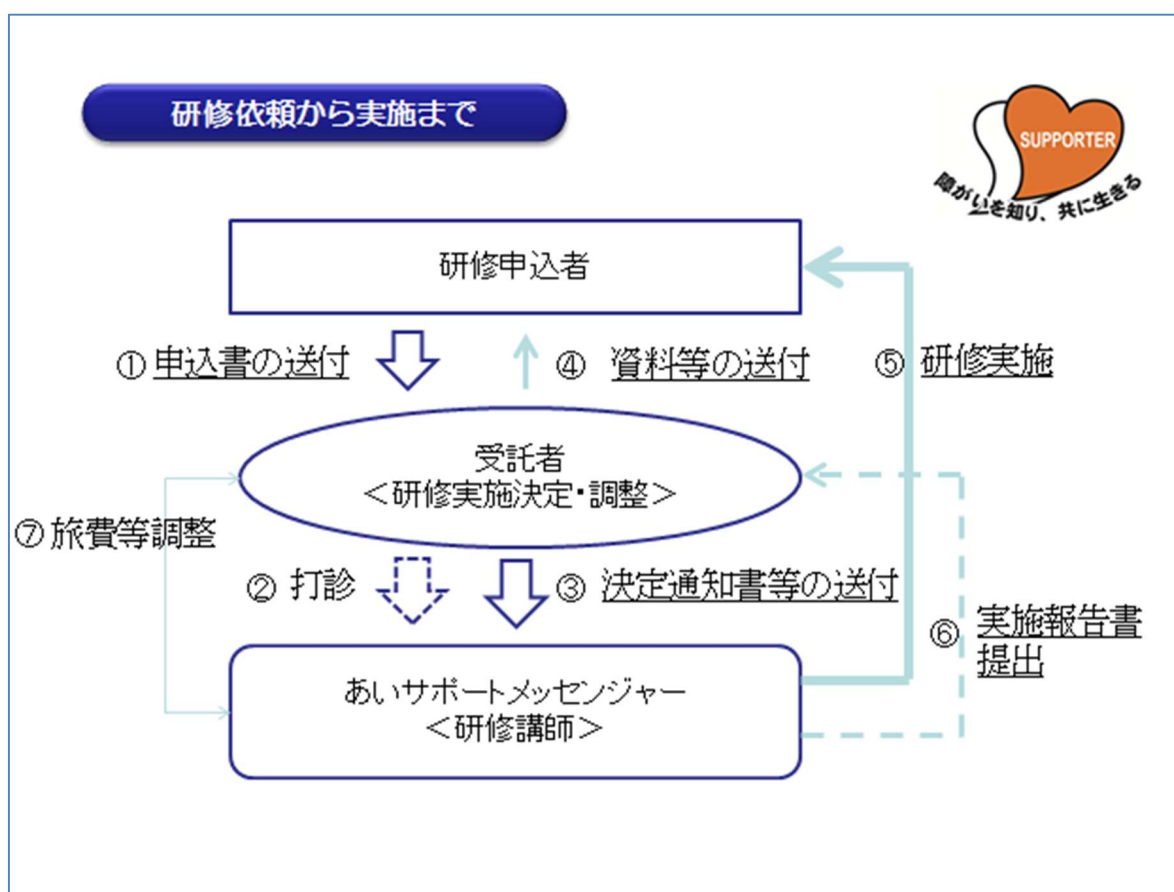 研修依頼から実施まで
SUPPORTER
障がいを知り、共に生きる
研修申込者
① 申込書の送付
④ 資料等の送付
⑤ 研修実施
受託者
＜研修実施決定・調整＞
⑦ 旅費等調整
② 打診
③ 決定通知書等の送付
⑥ 実施報告書
提出
あいサポートメッセンジャー
＜研修講師＞